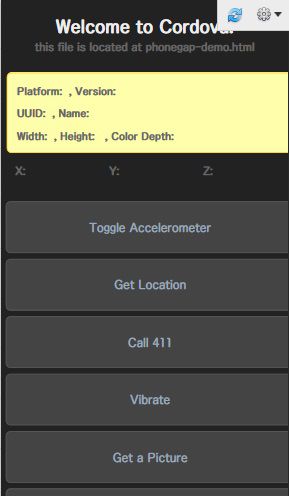 Welcome to Cordova!
this file is located at phonegap-demo.html
Platform: , Version:
UUID: , Name:
Width: , Height: , Color Depth:
X: Y: Z:
Toggle Accelerometer
Get Location
Call 411
Vibrate
Get a Picture